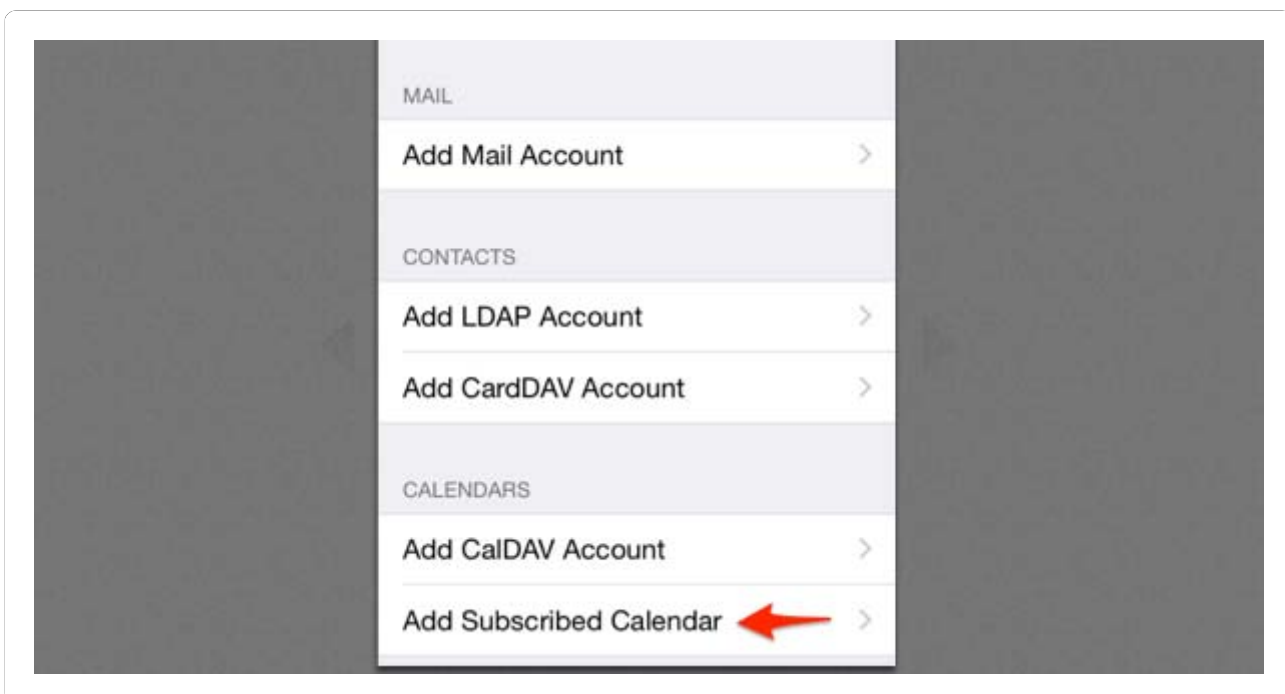 MAIL
Add Mail Account
CONTACTS
Add LDAP Account
Add CardDAV Account
CALENDARS
Add CalDAV Account
Add Subscribed Calendar